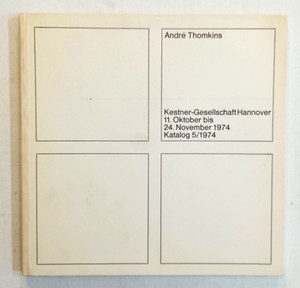 André Thomkins
Kestner-Gesellschaft Hannover
11. Oktober bis
24. November 1974
Katalog 5/1974